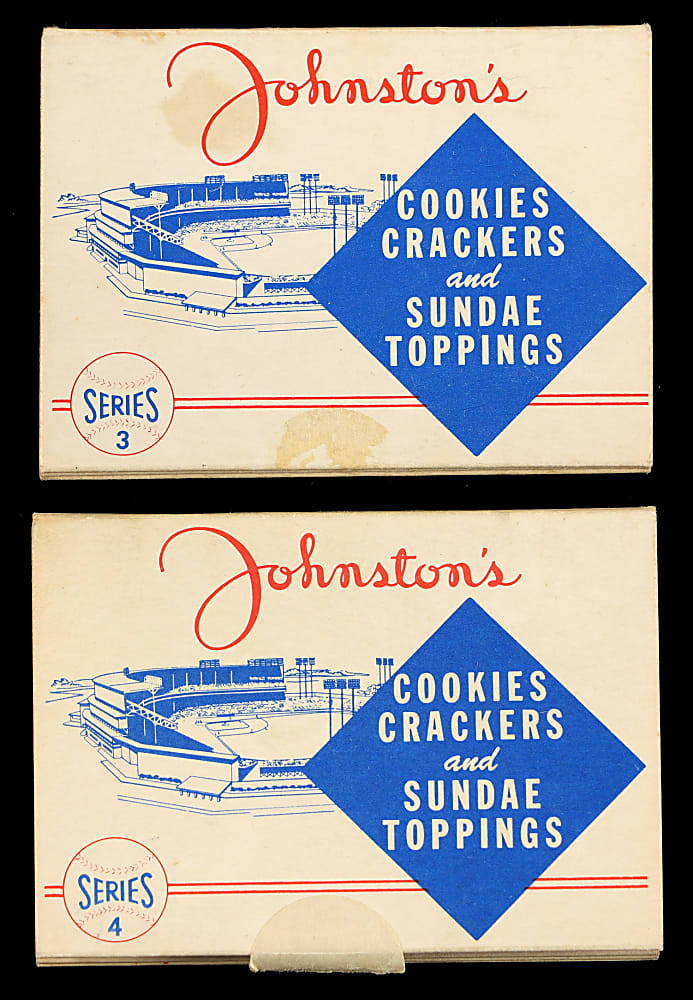 Johnston's
COOKIES
CRACKERS
and
SUNDAE
TOPPINGS
SERIES
3
Johnston's
COOKIES
CRACKERS
and
SUNDAE
TOPPINGS
SERIES
4